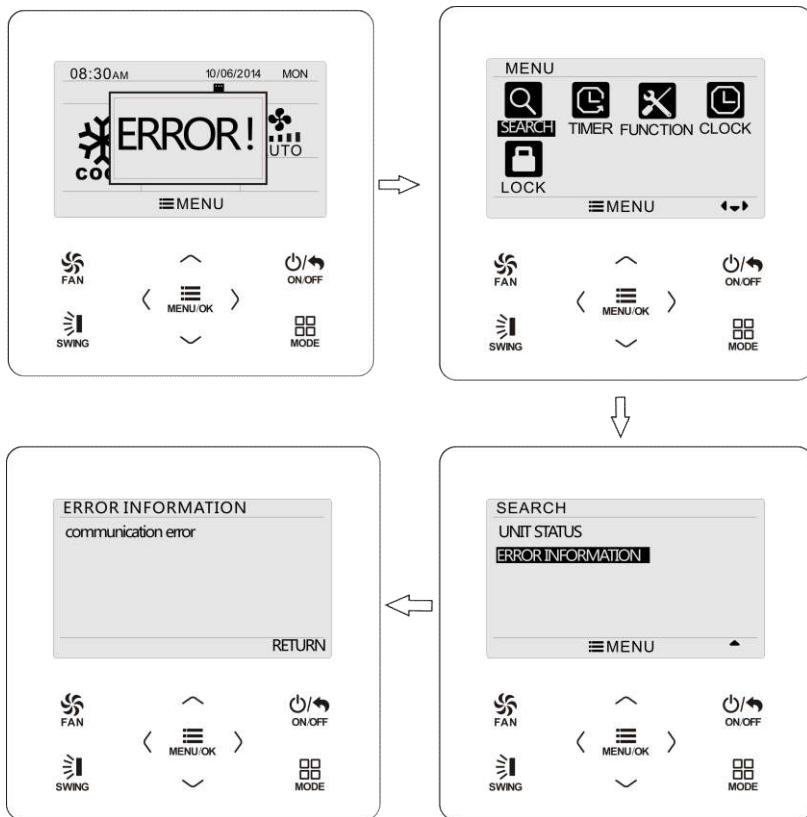 08:30AM 10/06/2014 MON
ERROR!
UTO
COO
MENU
FAN
ON/OFF
MENU/OK
SWING
MODE
MENU
SEARCH TIMER FUNCTION CLOCK
LOCK
MENU
FAN
ON/OFF
MENU/OK
SWING
MODE
ERROR INFORMATION
communication error
RETURN
FAN
ON/OFF
MENU/OK
SWING
MODE
SEARCH
UNIT STATUS
ERROR INFORMATION
MENU
FAN
ON/OFF
MENU/OK
SWING
MODE